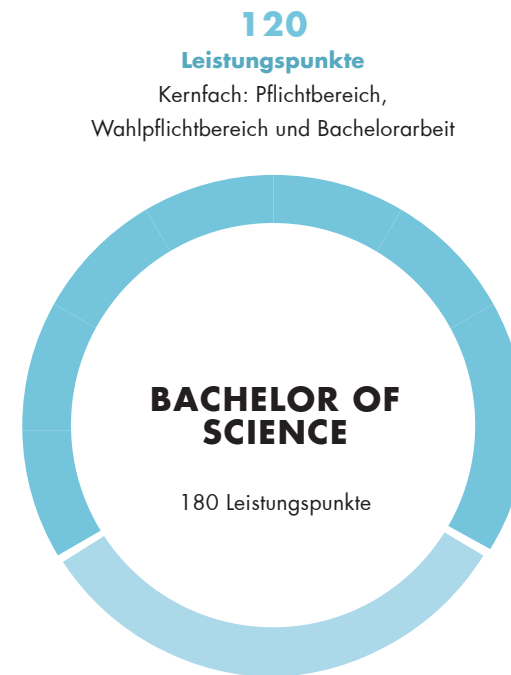 120
Leistungspunkte
Kernfach: Pflichtbereich,
Wahlpflichtbereich und Bachelorarbeit
BACHELOR OF
SCIENCE
180 Leistungspunkte